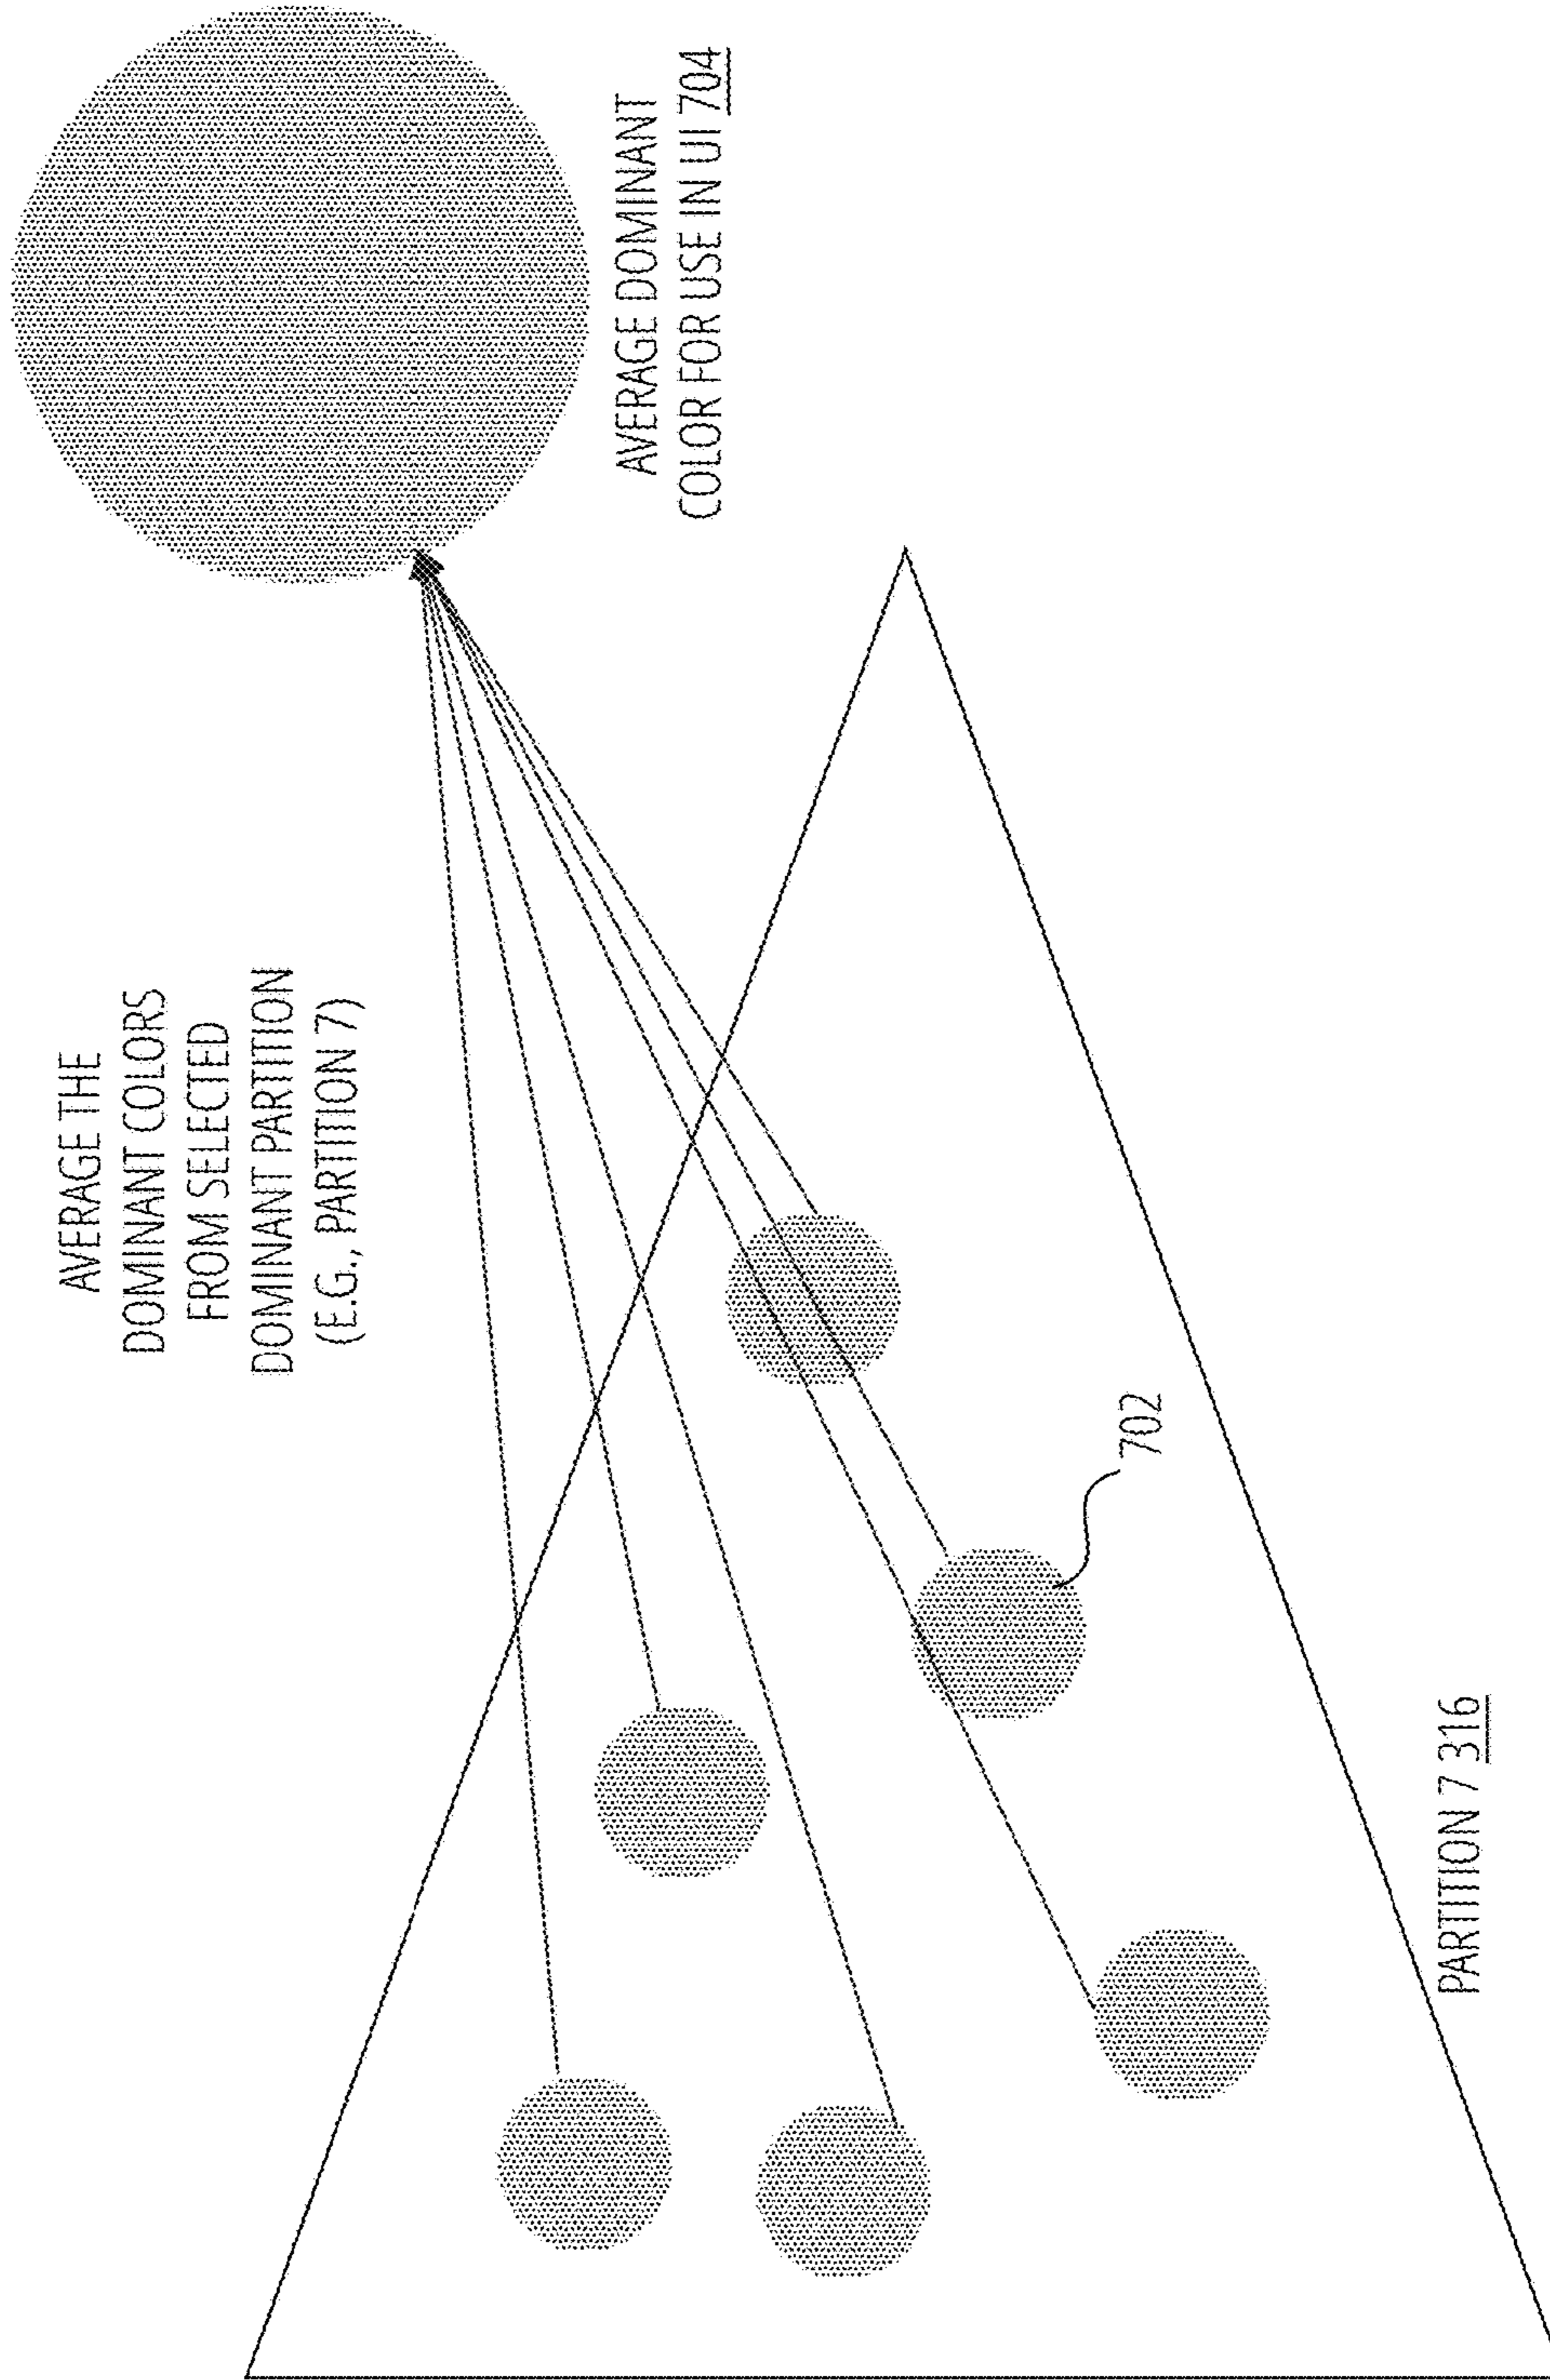 AVERAGE THE
DOMINANT COLORS
FROM SELECTED
DOMINANT PARTITION
(E.G., PARTITION 7)
AVERAGE DOMINANT
COLOR FOR USE IN UI 704
702
PARTITION 7 316